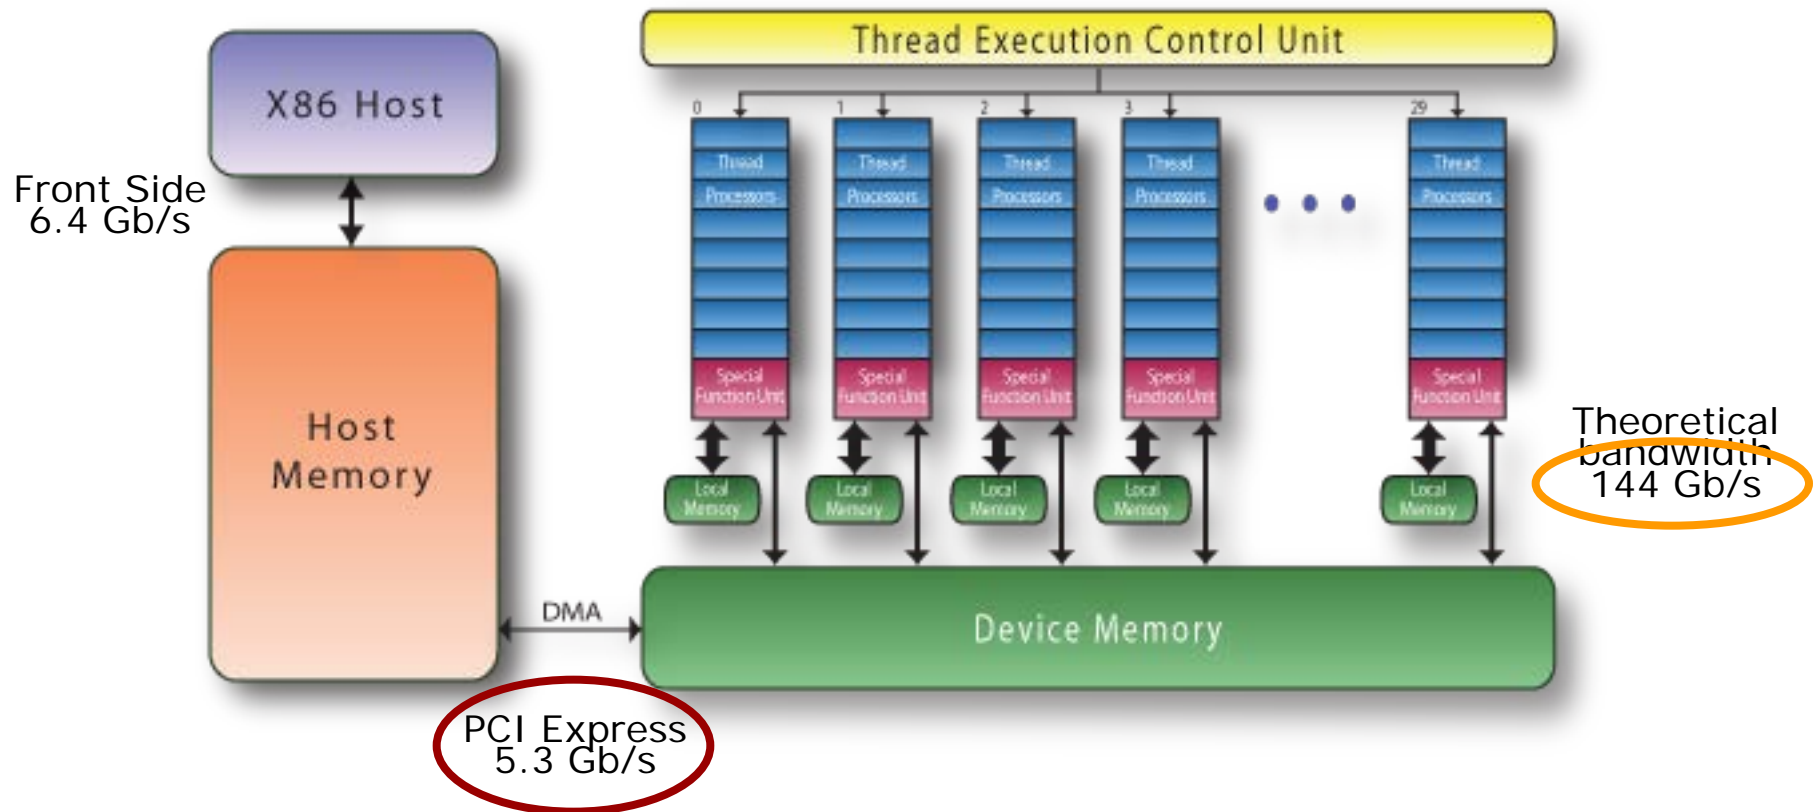 Thread Execution Control Unit
X86 Host
Front Side
6.4 Gb/s
0
1
2
3
29
Thread
Processors
Thread
Processors
Thread
Processors
Thread
Processors
Thread
Processors
Special
Function Unit
Special
Function Unit
Special
Function Unit
Special
Function Unit
Special
Function Unit
Host
Memory
Local
Memory
Local
Memory
Local
Memory
Local
Memory
Local
Memory
Theoretical
bandwidth
144 Gb/s
DMA
Device Memory
PCI Express
5.3 Gb/s